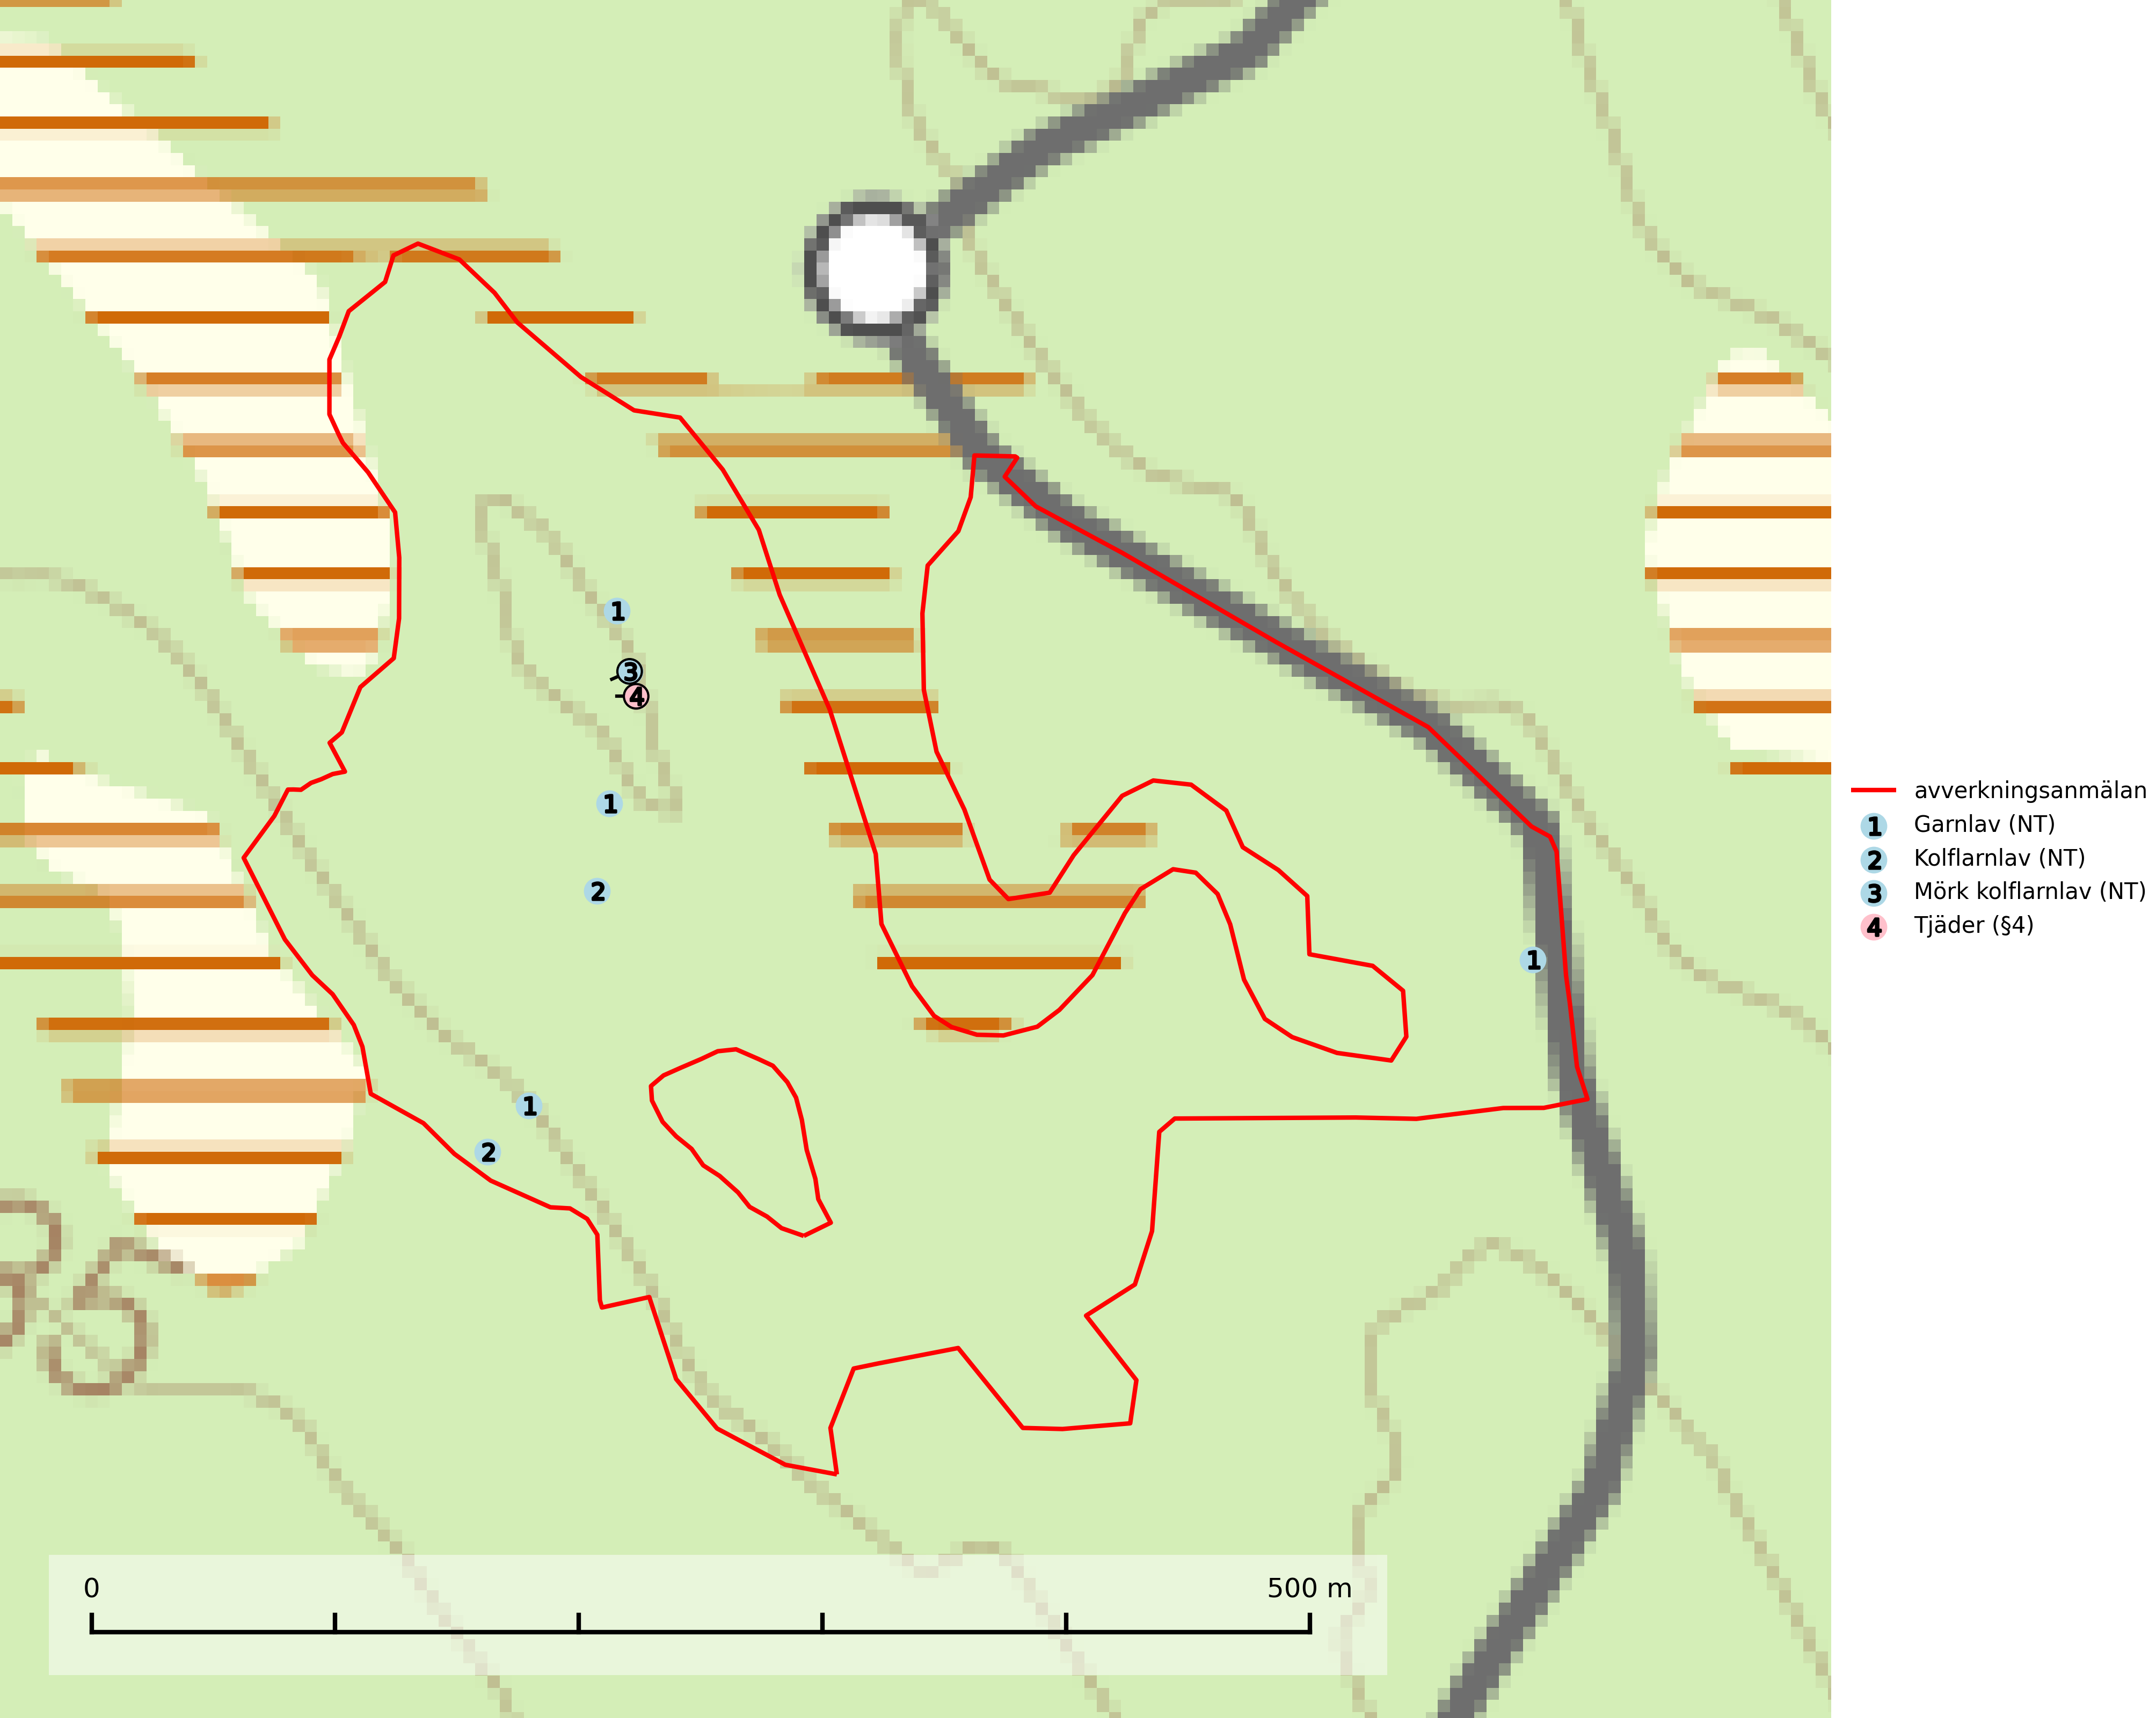 1
3
4
1
2
1
1
2
avverkningsanmälan
1 Garnlav (NT)
2 Kolflarnlav (NT)
3 Mörk kolflarnlav (NT)
4 Tjäder (§4)
0 500 m